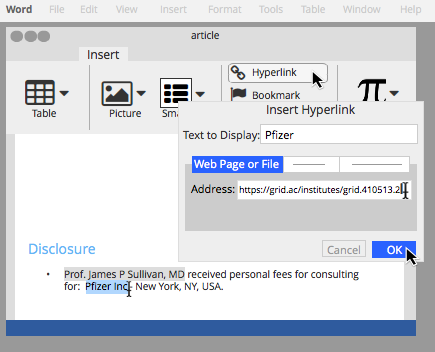 Word File Edit View Insert Format Tools Table Window Help
article
Insert
Table
Picture
Sma
Hyperlink
Bookmark
π
Insert Hyperlink
Text to Display: Pfizer
Web Page or File
Address: https://grid.ac/institutes/grid.410513.2
Cancel OK
Disclosure
• Prof. James P Sullivan, MD received personal fees for consulting
for: Pfizer Inc. New York, NY, USA.